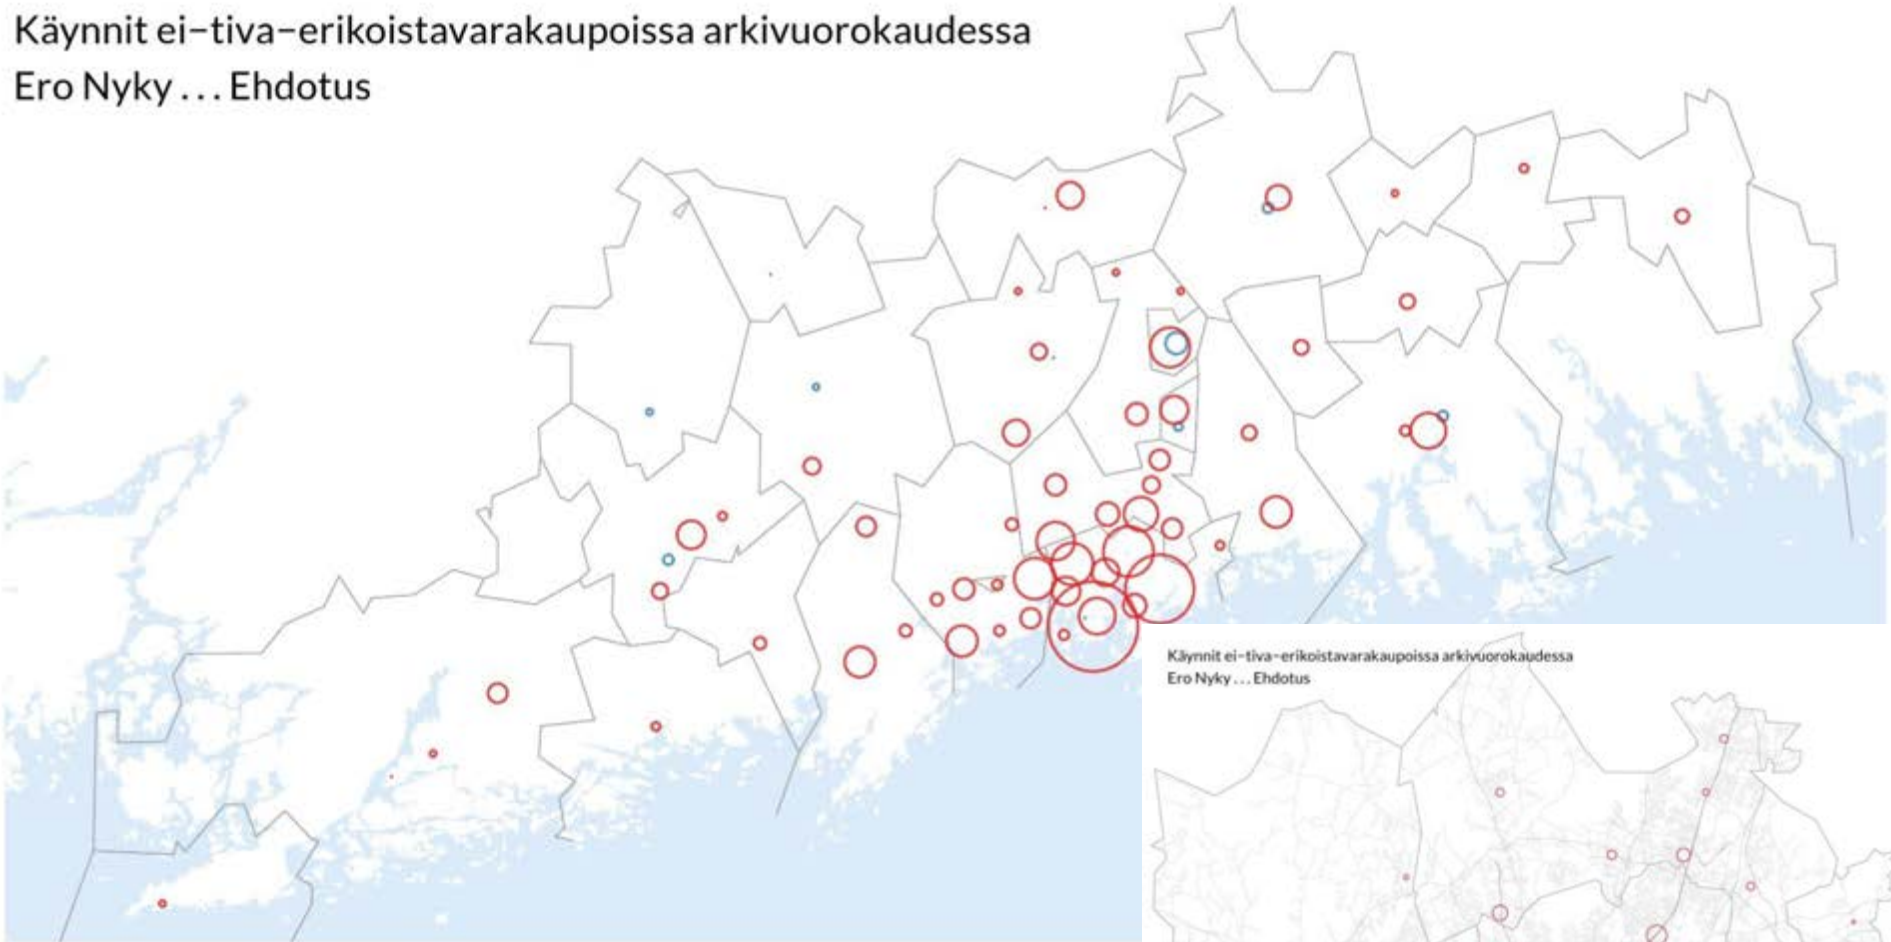 Käynnit ei–tiva–erikoistavarakaupoissa arkivuorokaudessa
Ero Nyky . . . Ehdotus
Käynnit ei–tiva–erikoistavarakaupoissa arkivuorokaudessa
Ero Nyky . . . Ehdotus